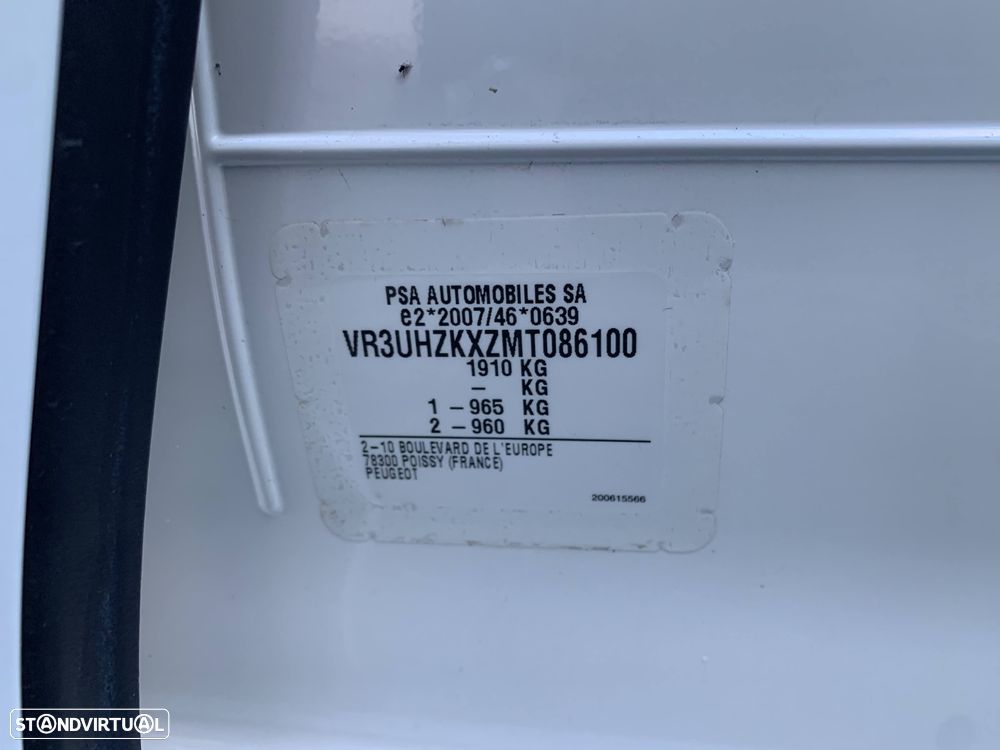 PSA AUTOMOBILES SA
e2*2007/46*0639
VR3UHZKXZMT086100
1910 KG
– KG
1 – 965 KG
2 – 960 KG
2–10 BOULEVARD DE L'EUROPE
78300 POISSY (FRANCE)
PEUGEOT
200615566
STANDVIRTUAL